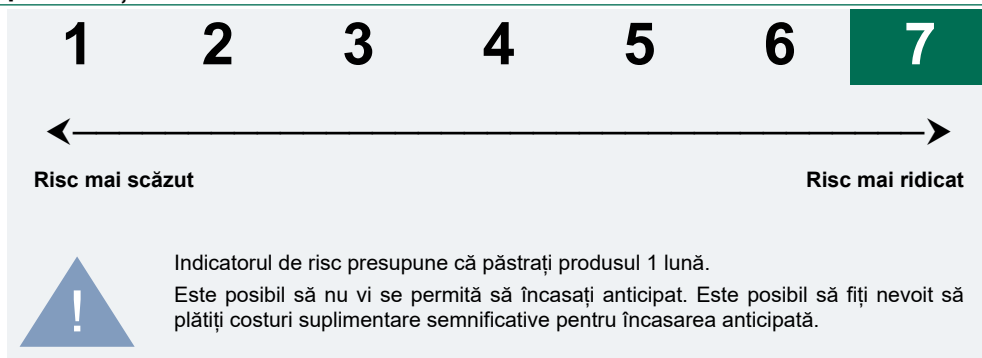 1 2 3 4 5 6 7
Risc mai scăzut Risc mai ridicat
!
Indicatorul de risc presupune că păstrați produsul 1 lună.
Este posibil să nu vi se permită să încasați anticipat. Este posibil să fiți nevoit să
plătiți costuri suplimentare semnificative pentru încasarea anticipată.